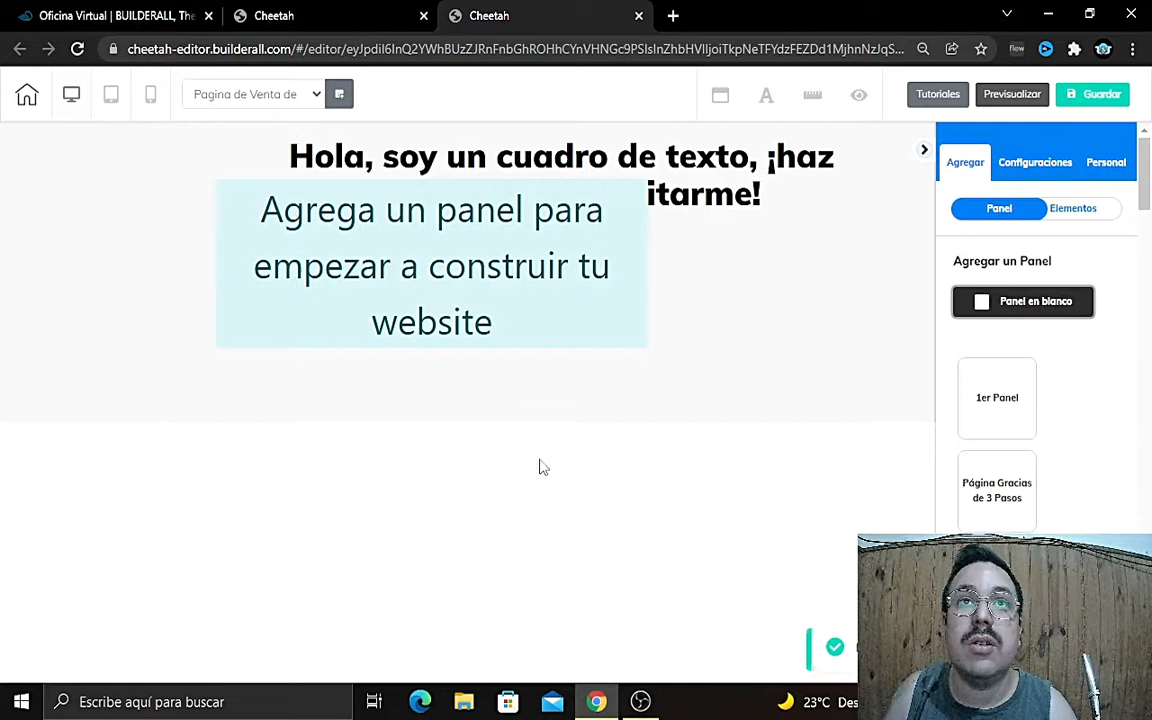 Oficina Virtual | BUILDERALL, The
Cheetah
Cheetah
cheetah-editor.builderall.com/#/editor/eyJpdiI6InQ2YWhBUzZJRnFnbGhROHhCYnVHNGc9PSIsInZhbHVlIjoiTkpNeTFYdzFEZDd1MjhnNzJqS...
flow
Pagina de Venta de
Tutoriales
Previsualizar
Guardar
Hola, soy un cuadro de texto, ¡haz
itarme!
Agrega un panel para
empezar a construir tu
website
Agregar
Configuraciones
Personal
Panel
Elementos
Agregar un Panel
Panel en blanco
1er Panel
Página Gracias
de 3 Pasos
Escribe aquí para buscar
23°C
Des